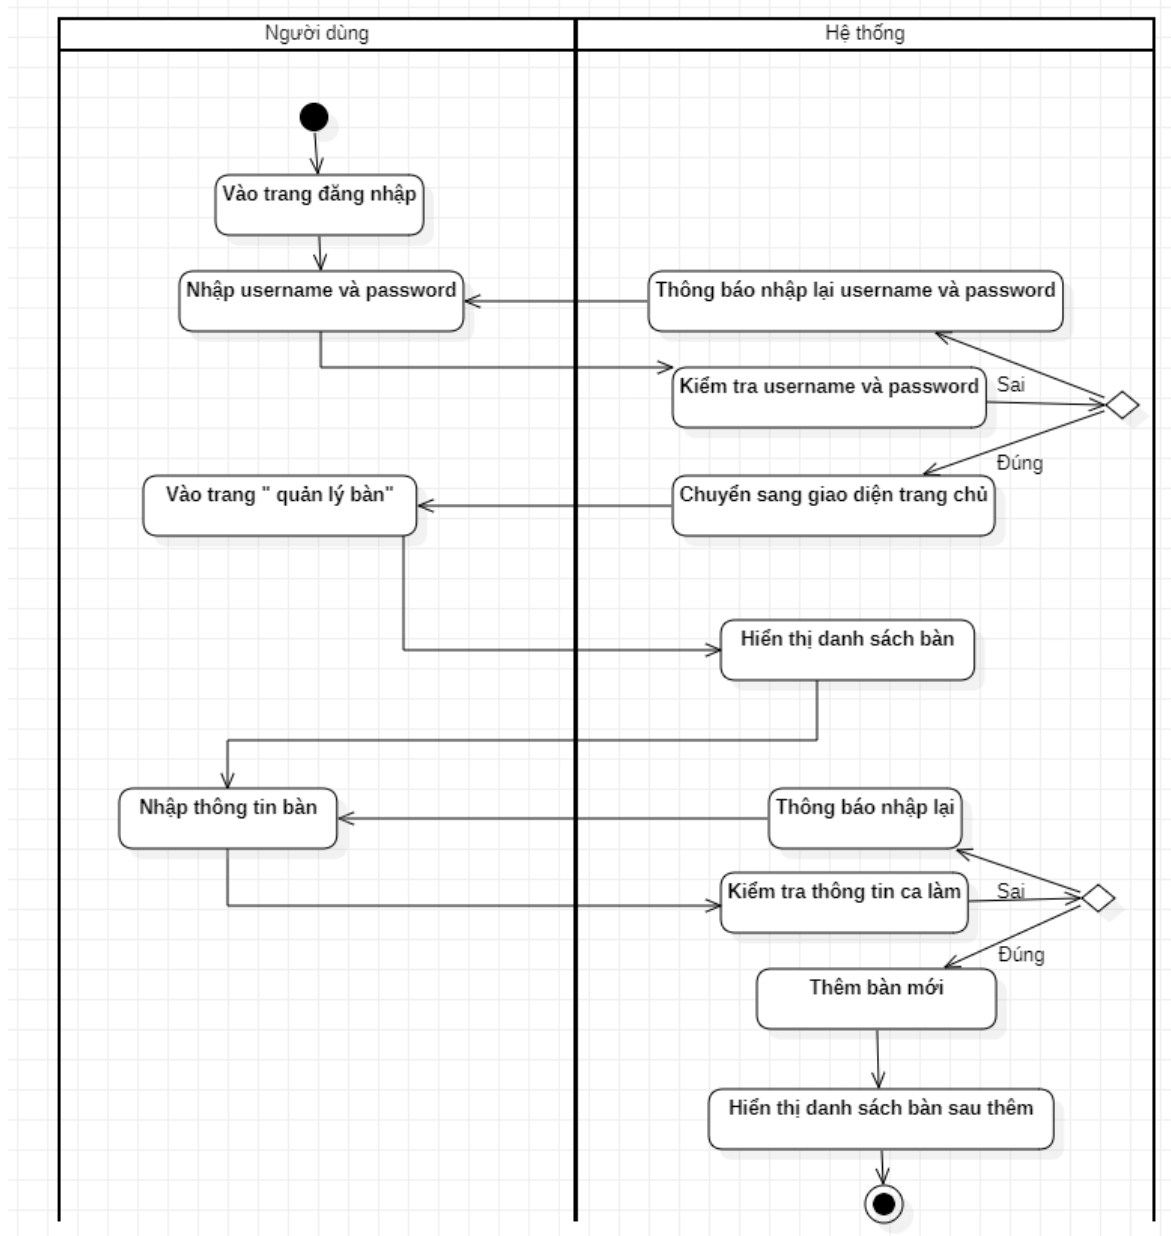 Người dùng
Hệ thống
Vào trang đăng nhập
Nhập username và password
Thông báo nhập lại username và password
Kiểm tra username và password
Sai
Đúng
Vào trang " quản lý bàn"
Chuyển sang giao diện trang chủ
Hiển thị danh sách bàn
Nhập thông tin bàn
Thông báo nhập lại
Kiểm tra thông tin ca làm
Sai
Đúng
Thêm bàn mới
Hiển thị danh sách bàn sau thêm